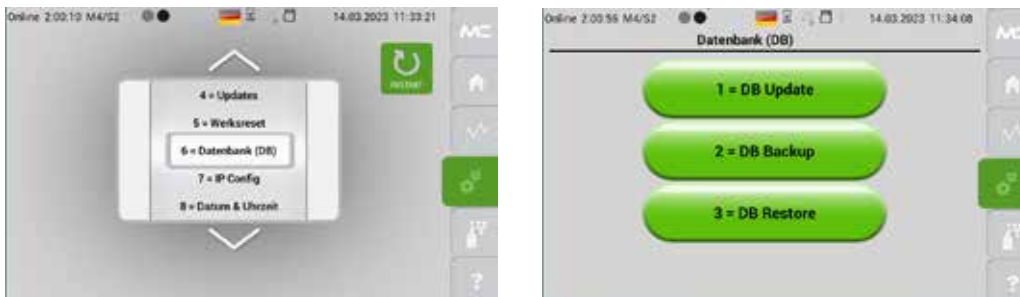 Online 2:00:10 M4/S2 14.03.2023 11:33:21
MC
RESTART
4 = Updates
5 = Werksreset
6 = Datenbank (DB)
7 = IP Config
8 = Datum & Uhrzeit
?
Online 2:00:56 M4/S2 14.03.2023 11:34:08
MC
Datenbank (DB)
1 = DB Update
2 = DB Backup
3 = DB Restore
?